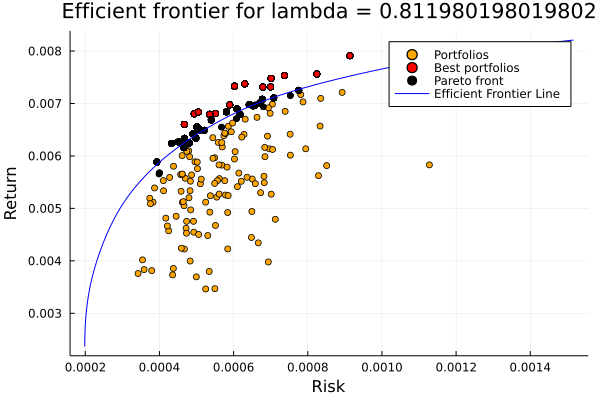 Efficient frontier for lambda = 0.811980198019802
0.008
0.007
0.006
0.005
0.004
0.003
Return
Portfolios
Best portfolios
Pareto front
Efficient Frontier Line
0.0002
0.0004
0.0006
0.0008
0.0010
0.0012
0.0014
Risk